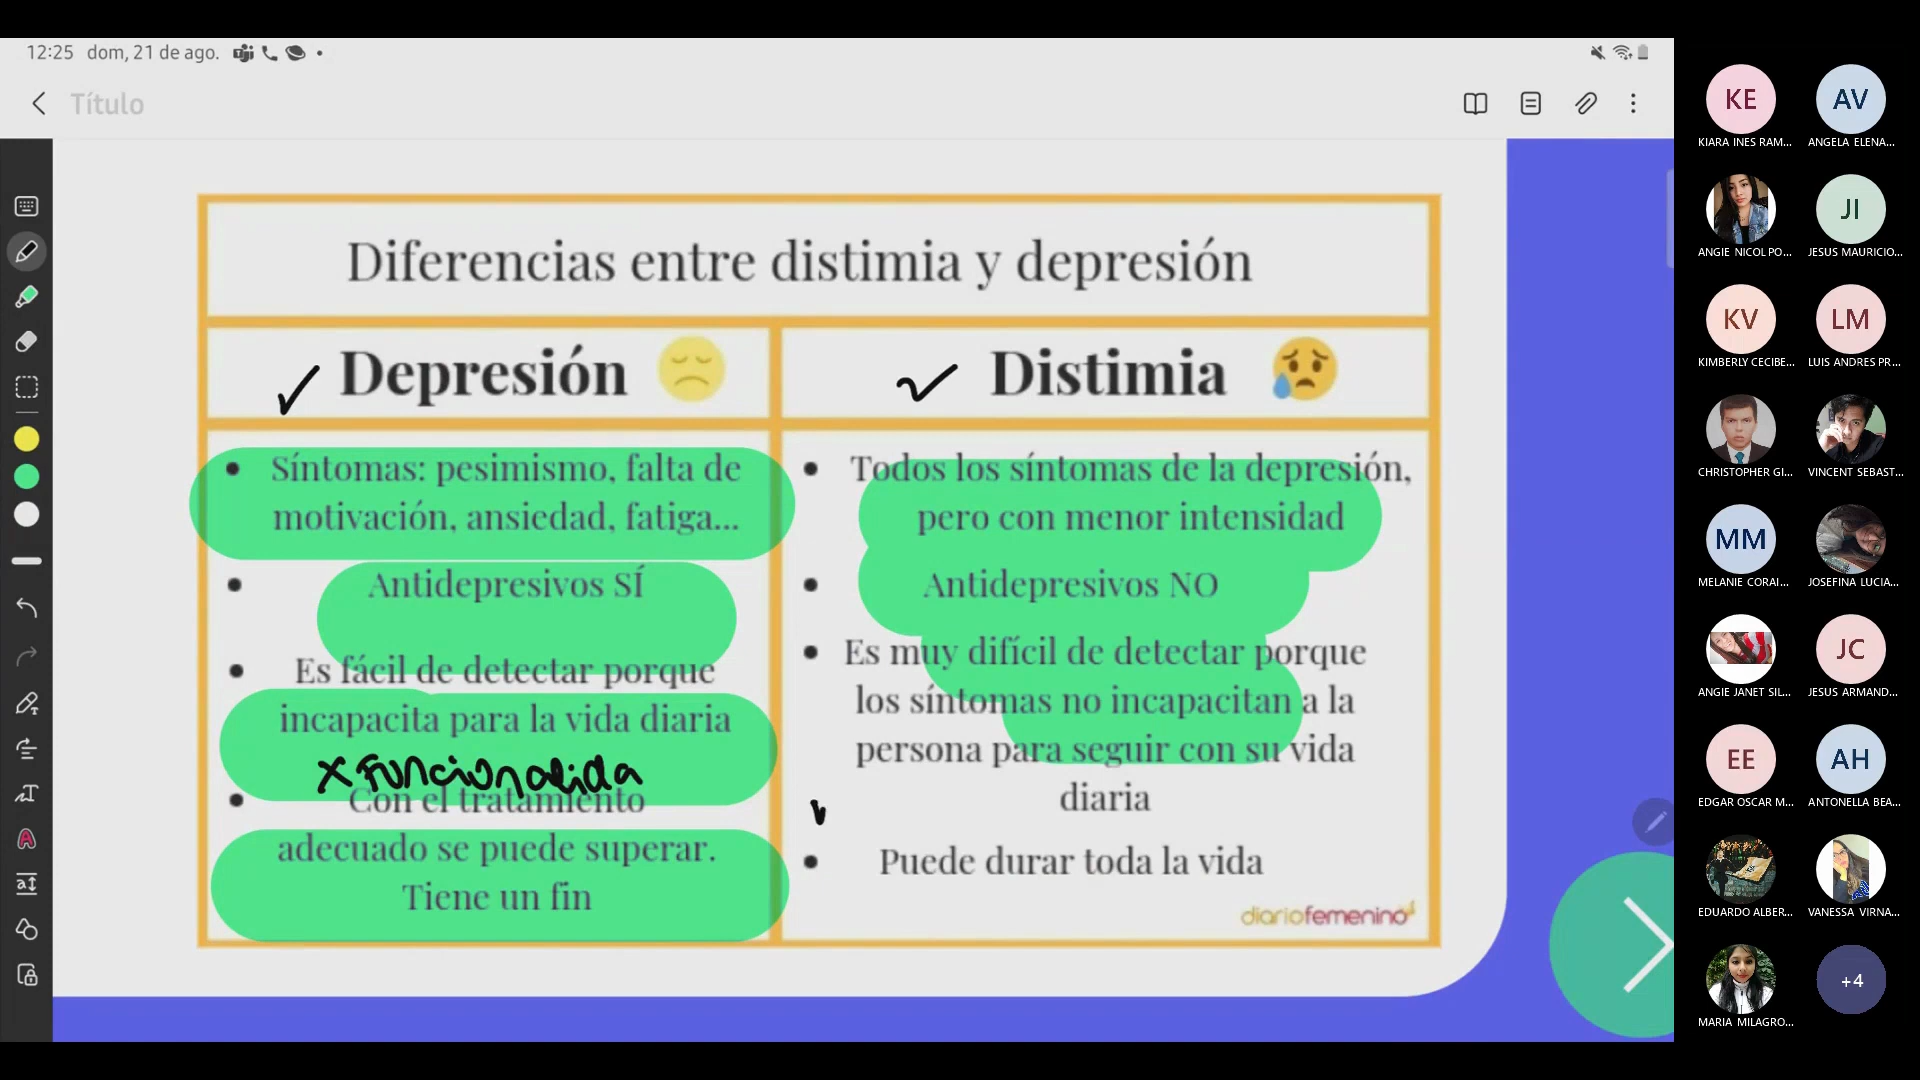 12:25 dom, 21 de ago.
Título
Diferencias entre distimia y depresión
Depresión
Distimia
• Síntomas: pesimismo, falta de
motivación, ansiedad, fatiga...
• Antidepresivos SÍ
• Es fácil de detectar porque
incapacita para la vida diaria
x funcionalida
• Con el tratamiento
adecuado se puede superar.
Tiene un fin
• Todos los síntomas de la depresión,
pero con menor intensidad
• Antidepresivos NO
• Es muy difícil de detectar porque
los síntomas no incapacitan a la
persona para seguir con su vida
diaria
• Puede durar toda la vida
diariofemenino
KE
KIARA INES RAM...
AV
ANGELA ELENA...
ANGIE NICOL PO...
JI
JESUS MAURICIO...
KV
KIMBERLY CECIBE...
LM
LUIS ANDRES PR...
CHRISTOPHER GI...
VINCENT SEBAST...
MM
MELANIE CORAI...
JOSEFINA LUCIA...
ANGIE JANET SIL...
JC
JESUS ARMAND...
EE
EDGAR OSCAR M...
AH
ANTONELLA BEA...
EDUARDO ALBER...
VANESSA VIRNA...
MARIA MILAGRO...
+4